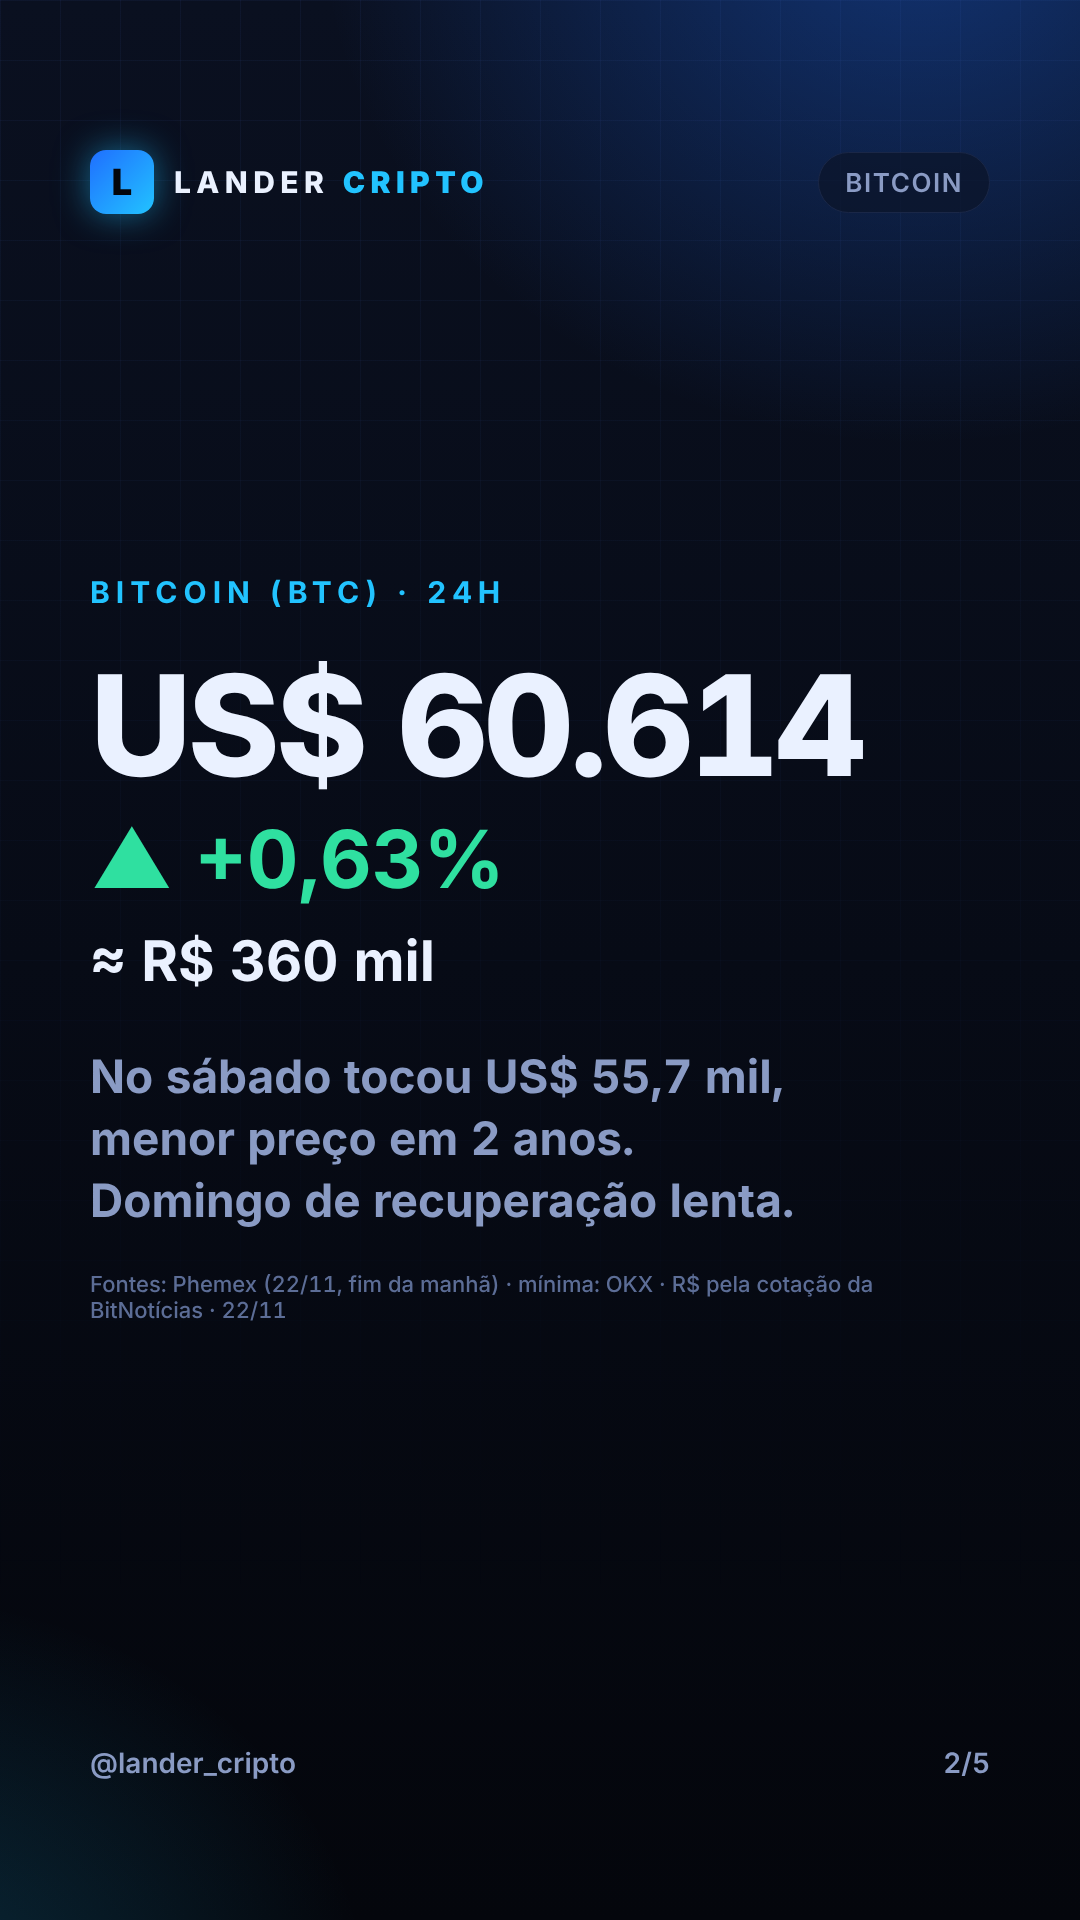 L LANDER CRIPTO
BITCOIN
BITCOIN (BTC) · 24H
US$ 60.614
▲ +0,63%
≈ R$ 360 mil
No sábado tocou US$ 55,7 mil,
menor preço em 2 anos.
Domingo de recuperação lenta.
Fontes: Phemex (22/11, fim da manhã) · mínima: OKX · R$ pela cotação da
BitNotícias · 22/11
@lander_cripto
2/5